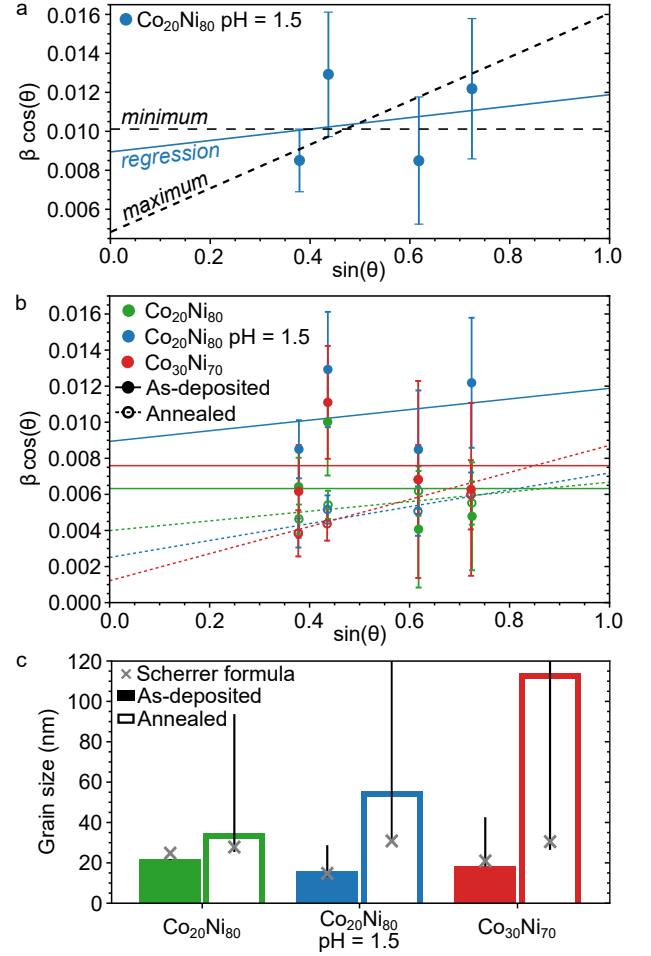 a
Co₂₀Ni₈₀ pH = 1.5
minimum
regression
maximum
β cos(θ)
0.016
0.014
0.012
0.010
0.008
0.006
0.0 0.2 0.4 0.6 0.8 1.0
sin(θ)
b
Co₂₀Ni₈₀
Co₂₀Ni₈₀ pH = 1.5
Co₃₀Ni₇₀
As-deposited
Annealed
β cos(θ)
0.016
0.014
0.012
0.010
0.008
0.006
0.004
0.002
0.000
0.0 0.2 0.4 0.6 0.8 1.0
sin(θ)
c
Scherrer formula
As-deposited
Annealed
Grain size (nm)
120
100
80
60
40
20
0
Co₂₀Ni₈₀
Co₂₀Ni₈₀
pH = 1.5
Co₃₀Ni₇₀